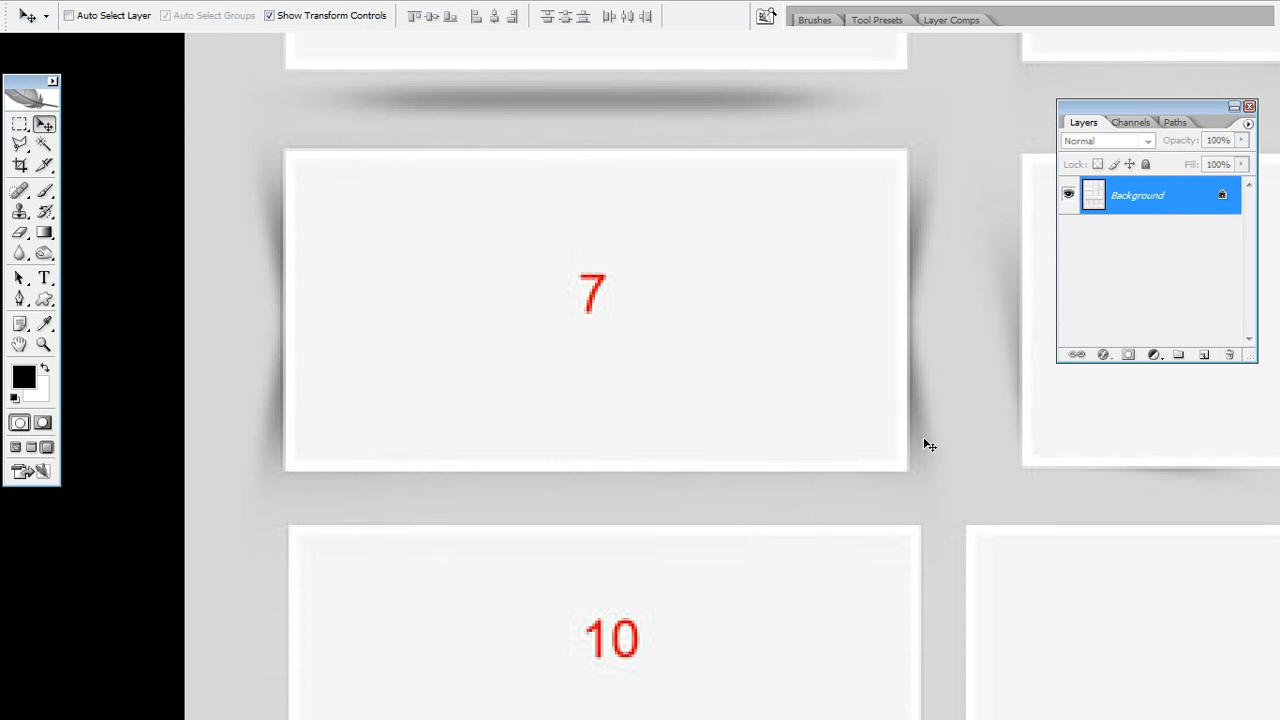 Auto Select Layer Auto Select Groups Show Transform Controls
Brushes Tool Presets Layer Comps
Layers Channels Paths
Normal Opacity: 100%
Lock: Fill: 100%
Background
T
7
10